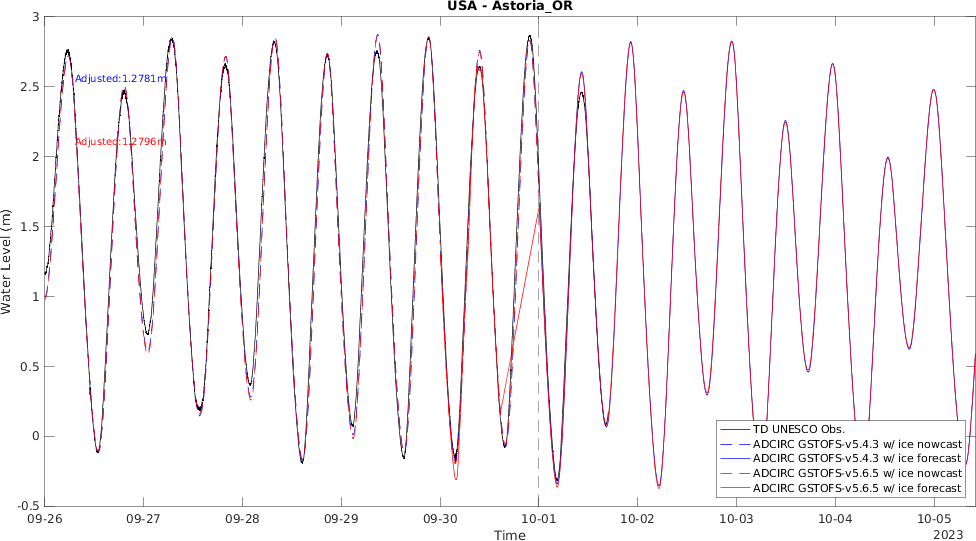 USA - Astoria_OR
3
2.5
2
1.5
1
0.5
0
-0.5
Water Level (m)
Adjusted:1.2781m
Adjusted:1.2796m
TD UNESCO Obs.
ADCIRC GSTOFS-v5.4.3 w/ ice nowcast
ADCIRC GSTOFS-v5.4.3 w/ ice forecast
ADCIRC GSTOFS-v5.6.5 w/ ice nowcast
ADCIRC GSTOFS-v5.6.5 w/ ice forecast
09-26 09-27 09-28 09-29 09-30 10-01 10-02 10-03 10-04 10-05
Time
2023